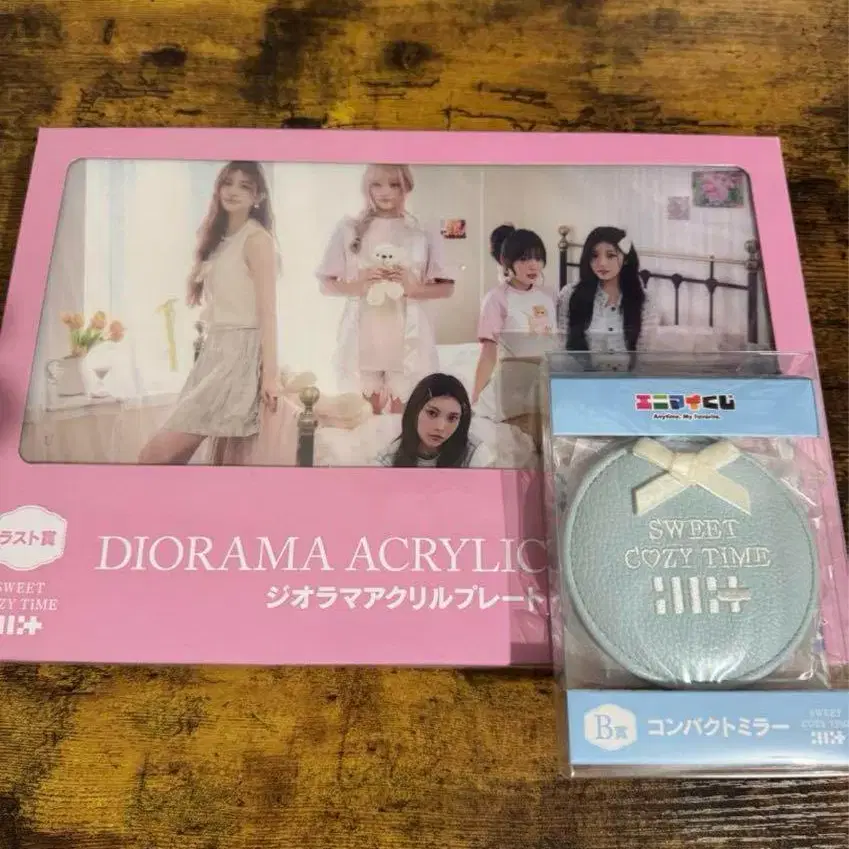 ラスト賞
SWEET
COZY TIME
DIORAMA ACRYLIC
ジオラマアクリルプレート
エニマイくじ
Anytime, My Favorite.
SWEET
COZY TIME
B賞
コンパクトミラー
SWEET
COZY TIME